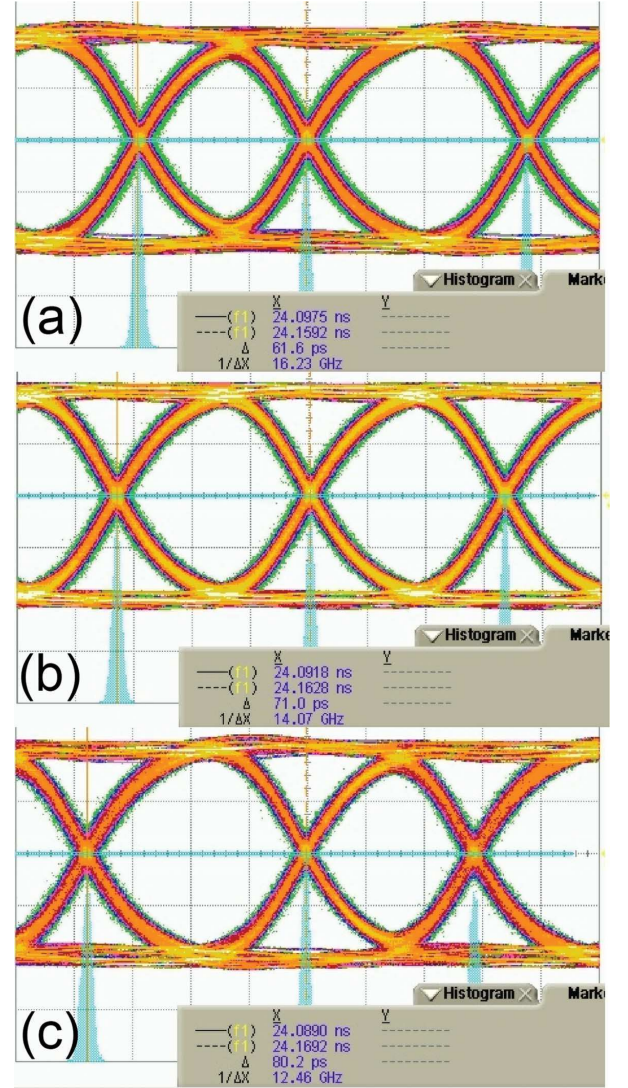 Histogram Marke
(a)
X Y
(f1) 24.0975 ns
(f1) 24.1592 ns
Δ 61.6 ps
1/ΔX 16.23 GHz
Histogram Marke
(b)
X Y
(f1) 24.0918 ns
(f1) 24.1628 ns
Δ 71.0 ps
1/ΔX 14.07 GHz
Histogram Marke
(c)
X Y
(f1) 24.0890 ns
(f1) 24.1692 ns
Δ 80.2 ps
1/ΔX 12.46 GHz